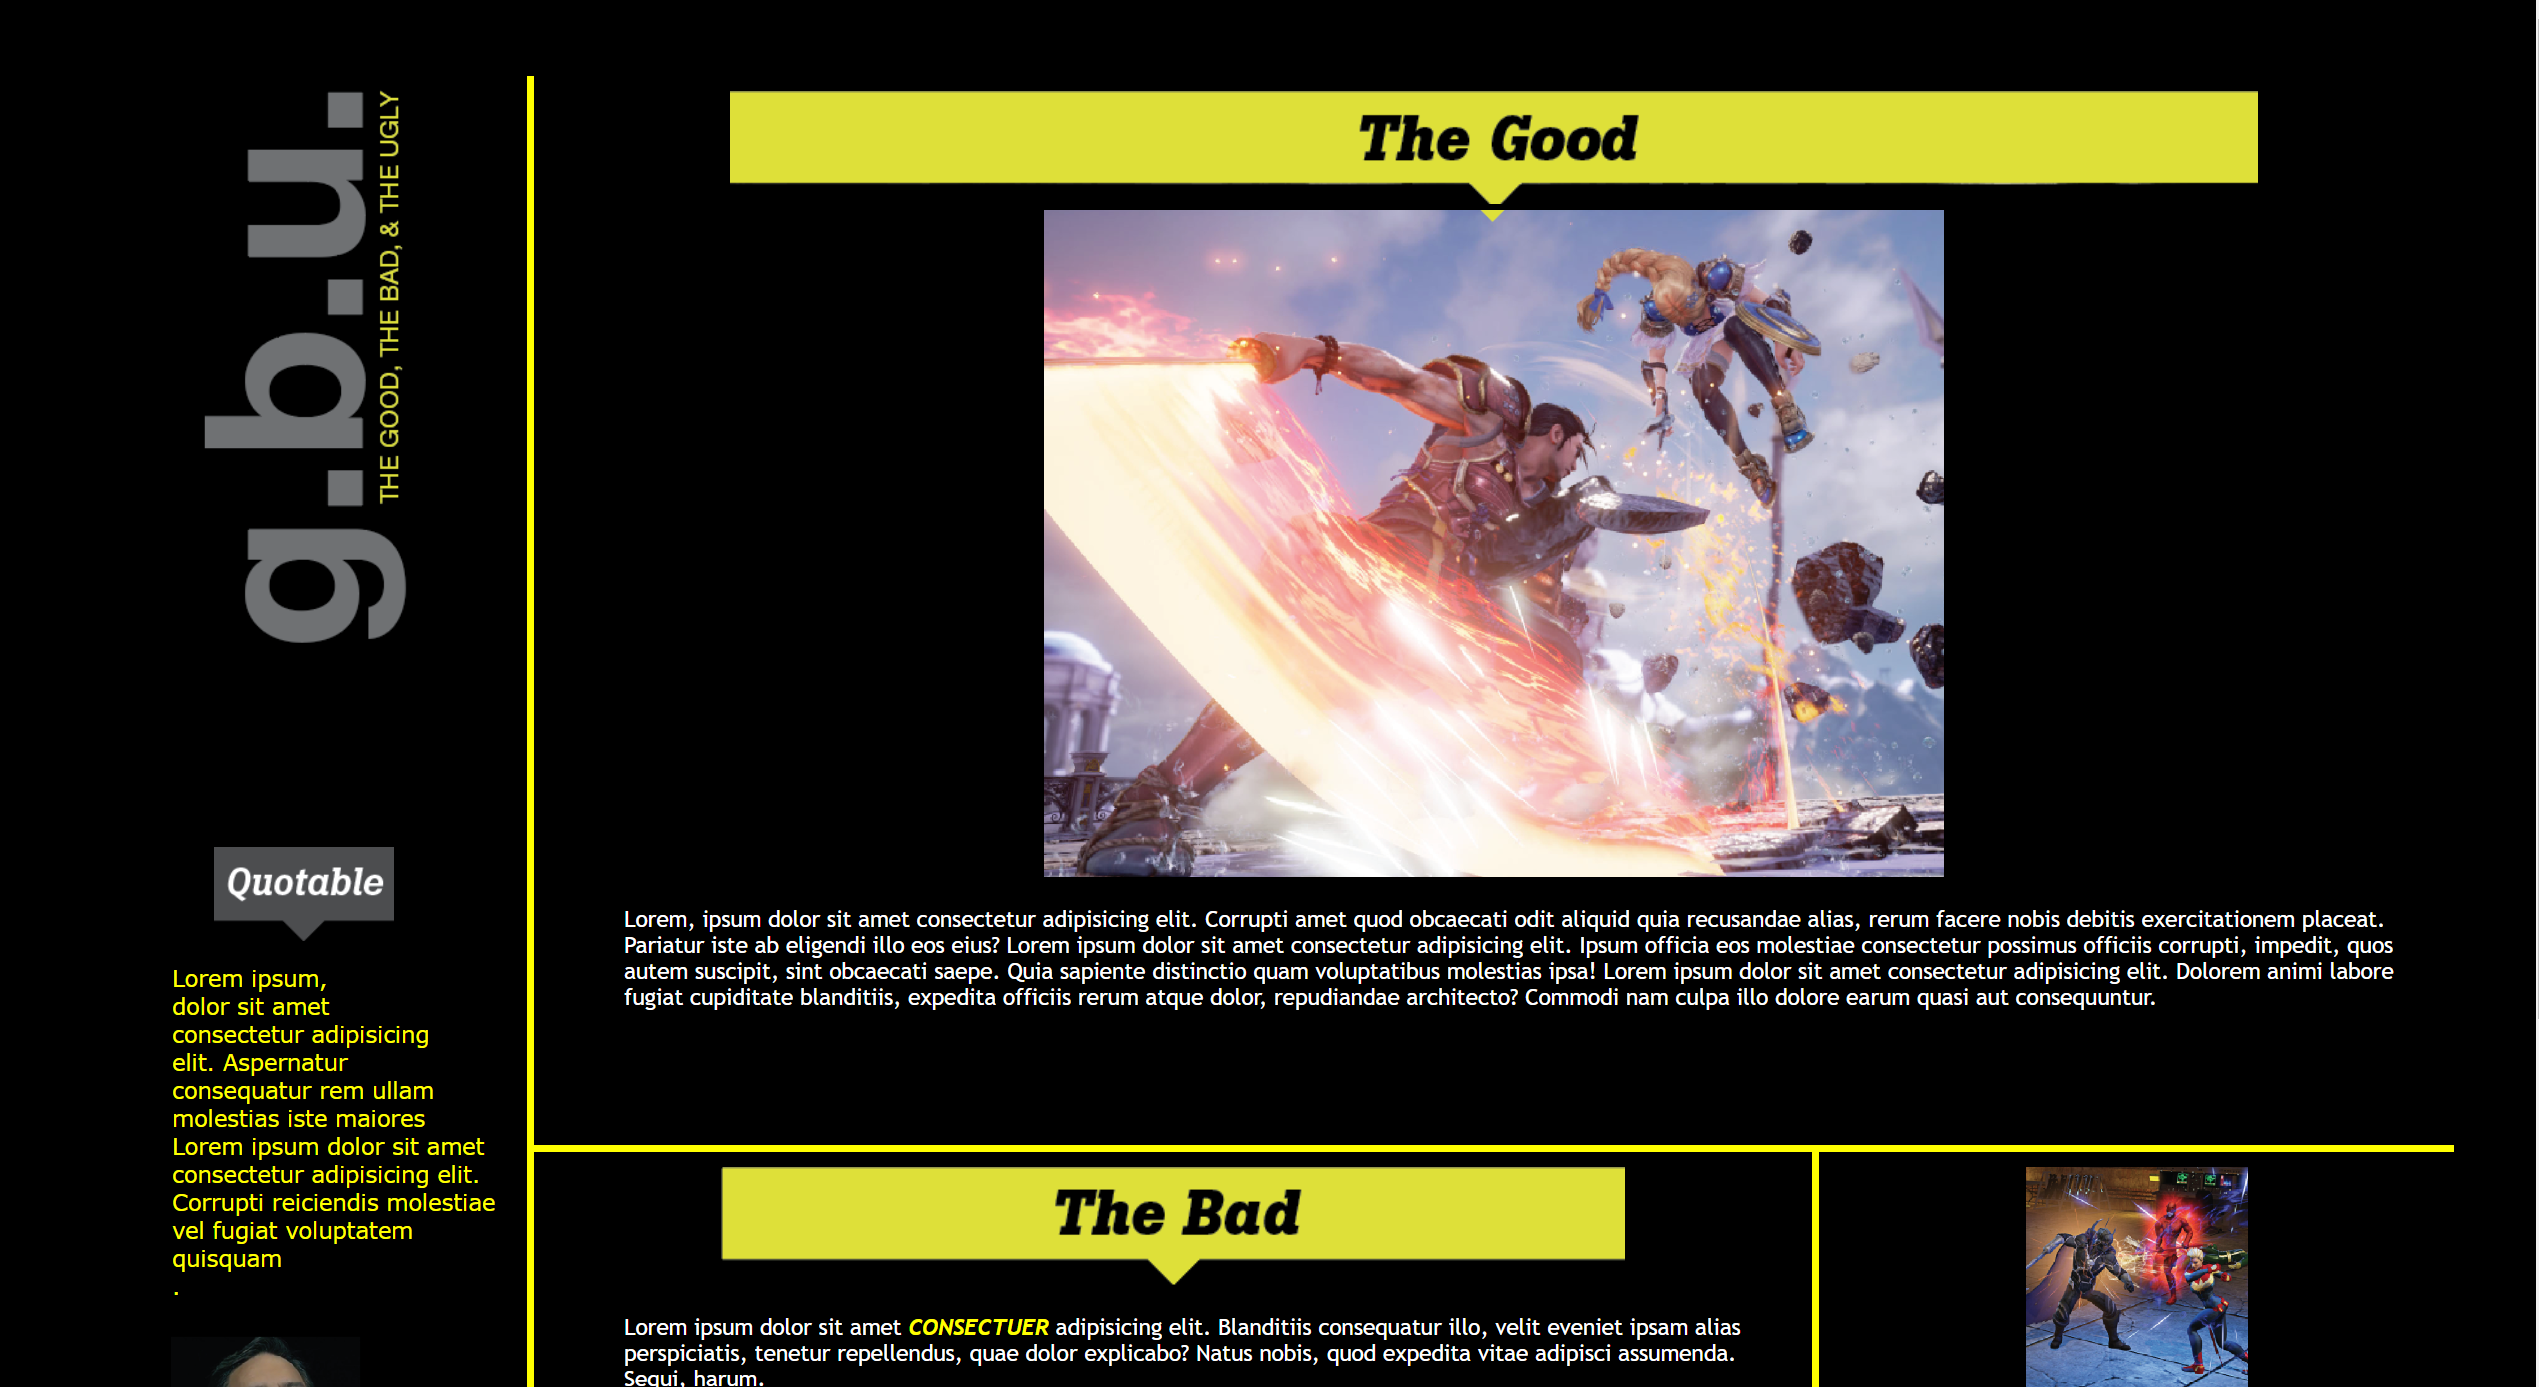 g.b.u.
THE GOOD, THE BAD, & THE UGLY
Quotable
Lorem ipsum,
dolor sit amet
consectetur adipisicing
elit. Aspernatur
consequatur rem ullam
molestias iste maiores
Lorem ipsum dolor sit amet
consectetur adipisicing elit.
Corrupti reiciendis molestiae
vel fugiat voluptatem
quisquam
.
The Good
Lorem, ipsum dolor sit amet consectetur adipisicing elit. Corrupti amet quod obcaecati odit aliquid quia recusandae alias, rerum facere nobis debitis exercitationem placeat.
Pariatur iste ab eligendi illo eos eius? Lorem ipsum dolor sit amet consectetur adipisicing elit. Ipsum officia eos molestiae consectetur possimus officiis corrupti, impedit, quos
autem suscipit, sint obcaecati saepe. Quia sapiente distinctio quam voluptatibus molestias ipsa! Lorem ipsum dolor sit amet consectetur adipisicing elit. Dolorem animi labore
fugiat cupiditate blanditiis, expedita officiis rerum atque dolor, repudiandae architecto? Commodi nam culpa illo dolore earum quasi aut consequuntur.
The Bad
Lorem ipsum dolor sit amet CONSECTUER adipisicing elit. Blanditiis consequatur illo, velit eveniet ipsam alias
perspiciatis, tenetur repellendus, quae dolor explicabo? Natus nobis, quod expedita vitae adipisci assumenda.
Sequi, harum.